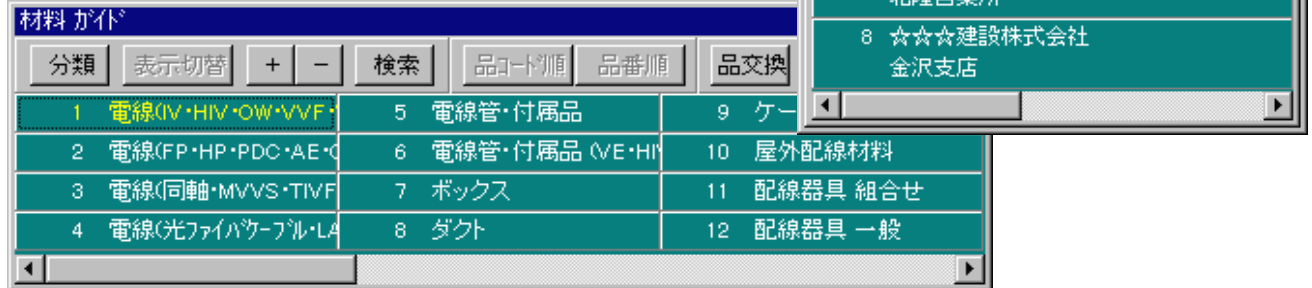 材料 ガイド
分類 表示切替 + - 検索 品コード順 品番順 品交換
1 電線(IV・HIV・OW・VVF・
2 電線(FP・HP・PDC・AE・
3 電線(同軸・MVVS・TIVF
4 電線(光ファイバケーブル・LA
5 電線管・付属品
6 電線管・付属品 (VE・HI
7 ボックス
8 ダクト
9 ケー
10 屋外配線材料
11 配線器具 組合せ
12 配線器具 一般
8 ☆☆☆建設株式会社
金沢支店